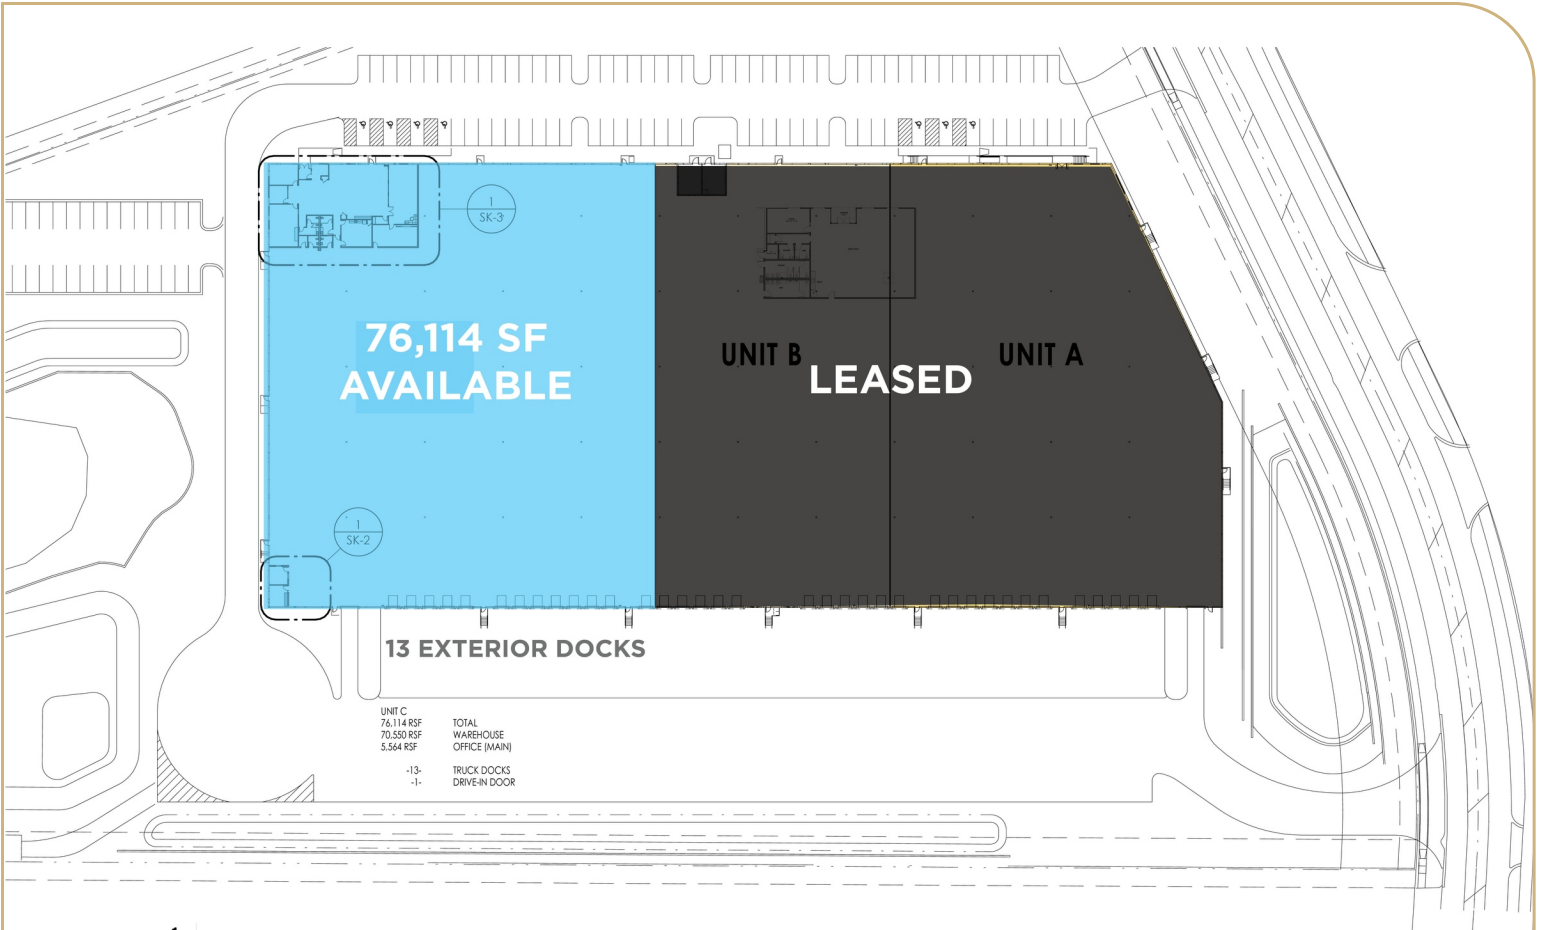 1
SK-3
76,114 SF
AVAILABLE
UNIT B
LEASED
UNIT A
1
SK-2
13 EXTERIOR DOCKS
UNIT C
76,114 RSF TOTAL
70,550 RSF WAREHOUSE
5,564 RSF OFFICE (MAIN)
-13- TRUCK DOCKS
-1- DRIVE-IN DOOR